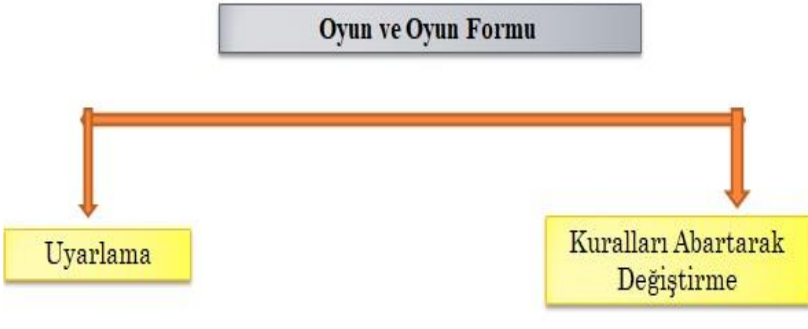 Oyun ve Oyun Formu
Uyarlama
Kuralları Abartarak
Değiştirme